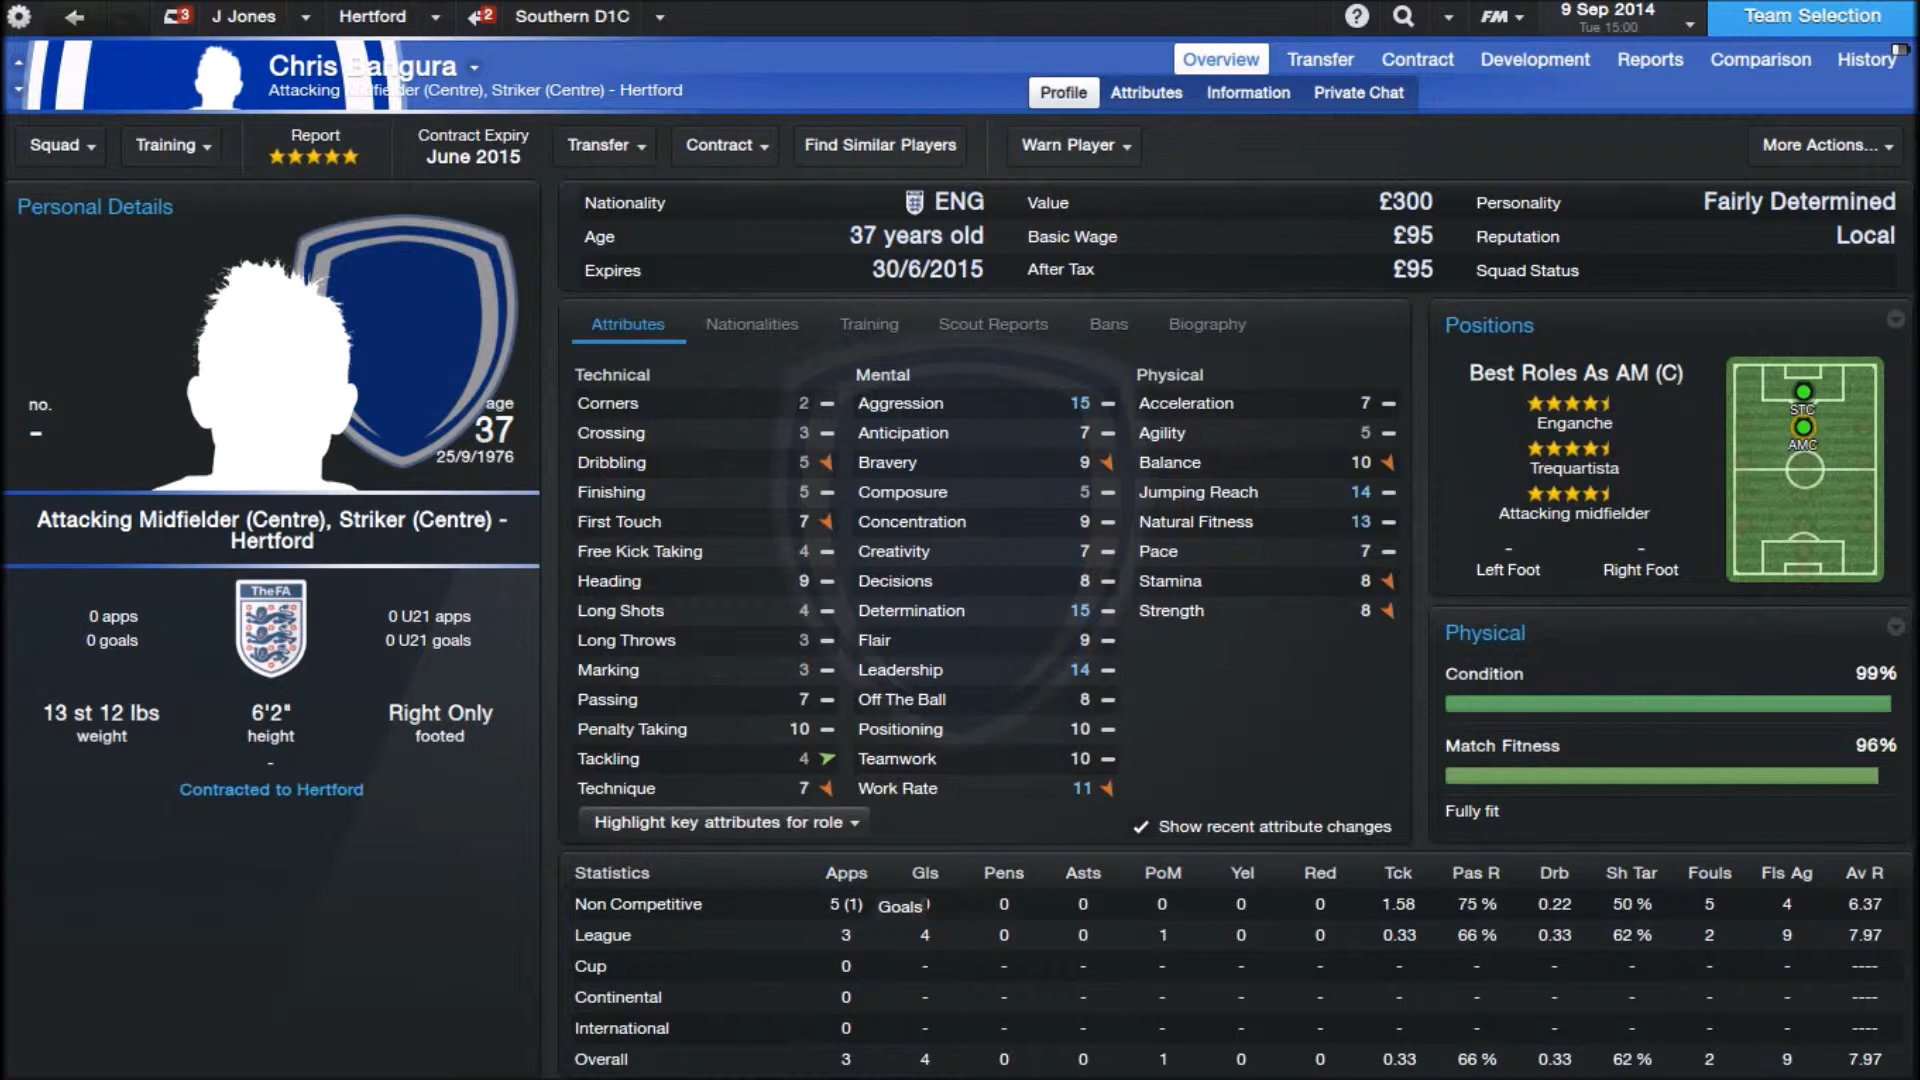 3 J Jones Hertford 2 Southern D1C ? FM 9 Sep 2014 Tue 15:00 Team Selection
Chris Bangura
Attacking Midfielder (Centre), Striker (Centre) - Hertford
Overview Transfer Contract Development Reports Comparison History
Profile Attributes Information Private Chat
Squad Training Report Contract Expiry June 2015 Transfer Contract Find Similar Players Warn Player More Actions...
Personal Details
no.
-
age
37
25/9/1976
Attacking Midfielder (Centre), Striker (Centre) -
Hertford
The FA
0 apps 0 U21 apps
0 goals 0 U21 goals
13 st 12 lbs 6'2" Right Only
weight height footed
-
Contracted to Hertford
Nationality ENG Value £300 Personality Fairly Determined
Age 37 years old Basic Wage £95 Reputation Local
Expires 30/6/2015 After Tax £95 Squad Status
Attributes Nationalities Training Scout Reports Bans Biography
Technical Mental Physical
Corners 2 Aggression 15 Acceleration 7
Crossing 3 Anticipation 7 Agility 5
Dribbling 5 Bravery 9 Balance 10
Finishing 5 Composure 5 Jumping Reach 14
First Touch 7 Concentration 9 Natural Fitness 13
Free Kick Taking 4 Creativity 7 Pace 7
Heading 9 Decisions 8 Stamina 8
Long Shots 4 Determination 15 Strength 8
Long Throws 3 Flair 9
Marking 3 Leadership 14
Passing 7 Off The Ball 8
Penalty Taking 10 Positioning 10
Tackling 4 Teamwork 10
Technique 7 Work Rate 11
Highlight key attributes for role Show recent attribute changes
Positions
Best Roles As AM (C)
Enganche
Trequartista
Attacking midfielder
- -
Left Foot Right Foot
STC
AMC
Physical
Condition 99%
Match Fitness 96%
Fully fit
Statistics Apps Gls Pens Asts PoM Yel Red Tck Pas R Drb Sh Tar Fouls Fls Ag Av R
Non Competitive 5 (1) Goals 0 0 0 0 0 1.58 75 % 0.22 50 % 5 4 6.37
League 3 4 0 0 1 0 0 0.33 66 % 0.33 62 % 2 9 7.97
Cup 0 - - - - - - - - - - - - ----
Continental 0 - - - - - - - - - - - - ----
International 0 - - - - - - - - - - - - ----
Overall 3 4 0 0 1 0 0 0.33 66 % 0.33 62 % 2 9 7.97